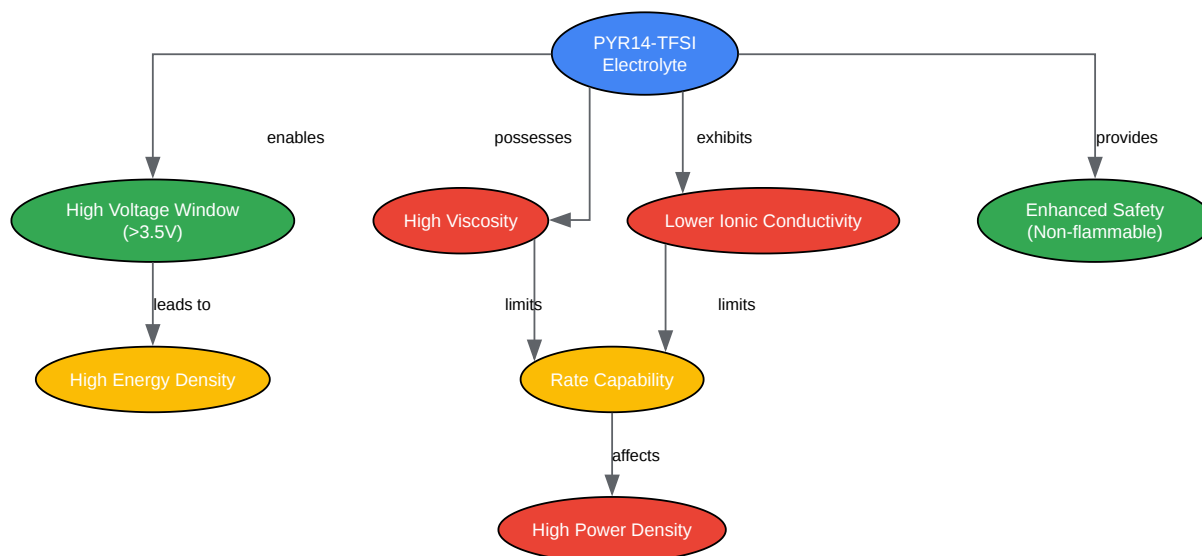 PYR14-TFSI
Electrolyte
enables
possesses
exhibits
provides
High Voltage Window
(>3.5V)
High Viscosity
Lower Ionic Conductivity
Enhanced Safety
(Non-flammable)
leads to
limits
limits
High Energy Density
Rate Capability
affects
High Power Density